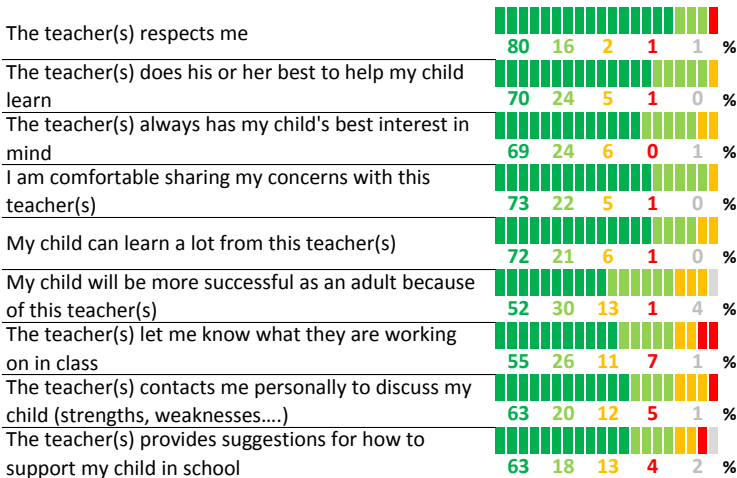 The teacher(s) respects me
80 16 2 1 1 %
The teacher(s) does his or her best to help my child
learn
70 24 5 1 0 %
The teacher(s) always has my child's best interest in
mind
69 24 6 0 1 %
I am comfortable sharing my concerns with this
teacher(s)
73 22 5 1 0 %
My child can learn a lot from this teacher(s)
72 21 6 1 0 %
My child will be more successful as an adult because
of this teacher(s)
52 30 13 1 4 %
The teacher(s) let me know what they are working
on in class
55 26 11 7 1 %
The teacher(s) contacts me personally to discuss my
child (strengths, weaknesses….)
63 20 12 5 1 %
The teacher(s) provides suggestions for how to
support my child in school
63 18 13 4 2 %